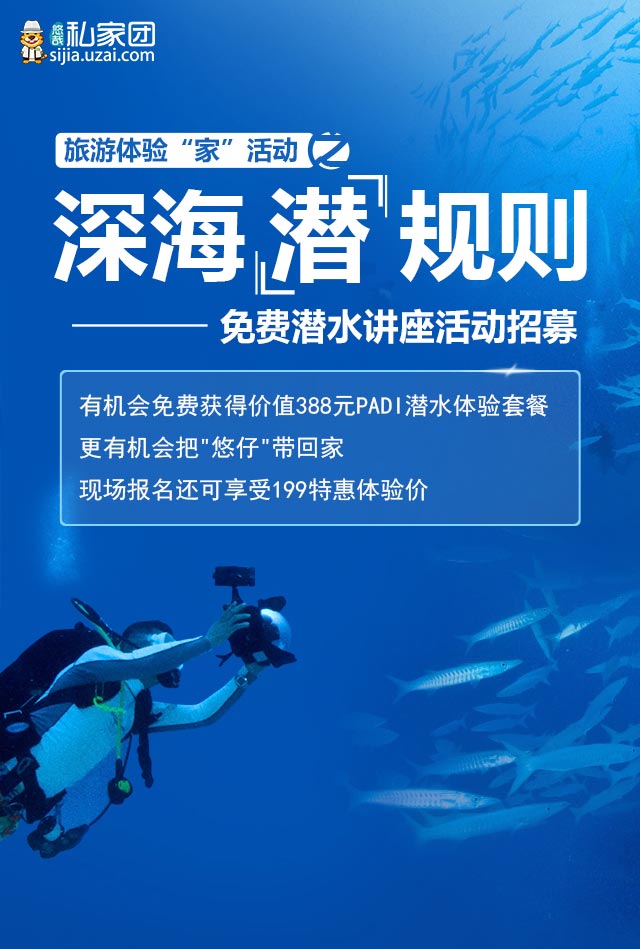 悠哉私家团
sijia.uzai.com
旅游体验“家”活动之
深海「潜」规则
——免费潜水讲座活动招募
有机会免费获得价值388元PADI潜水体验套餐
更有机会把"悠仔"带回家
现场报名还可享受199特惠体验价